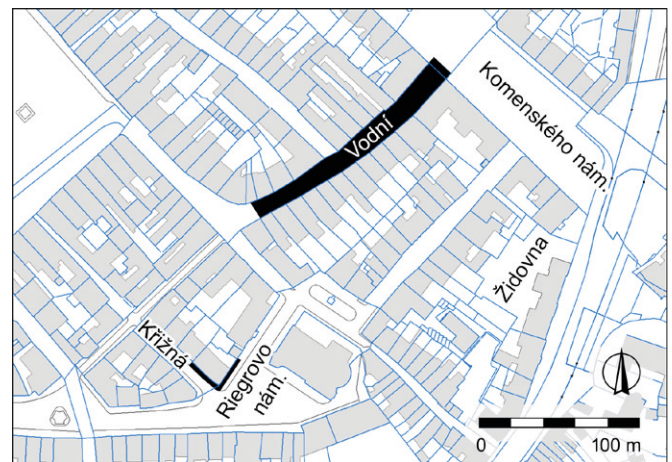 Komenského nám.
Vodní
Židovna
Křižná
Riegrovo
nám.
0 100 m